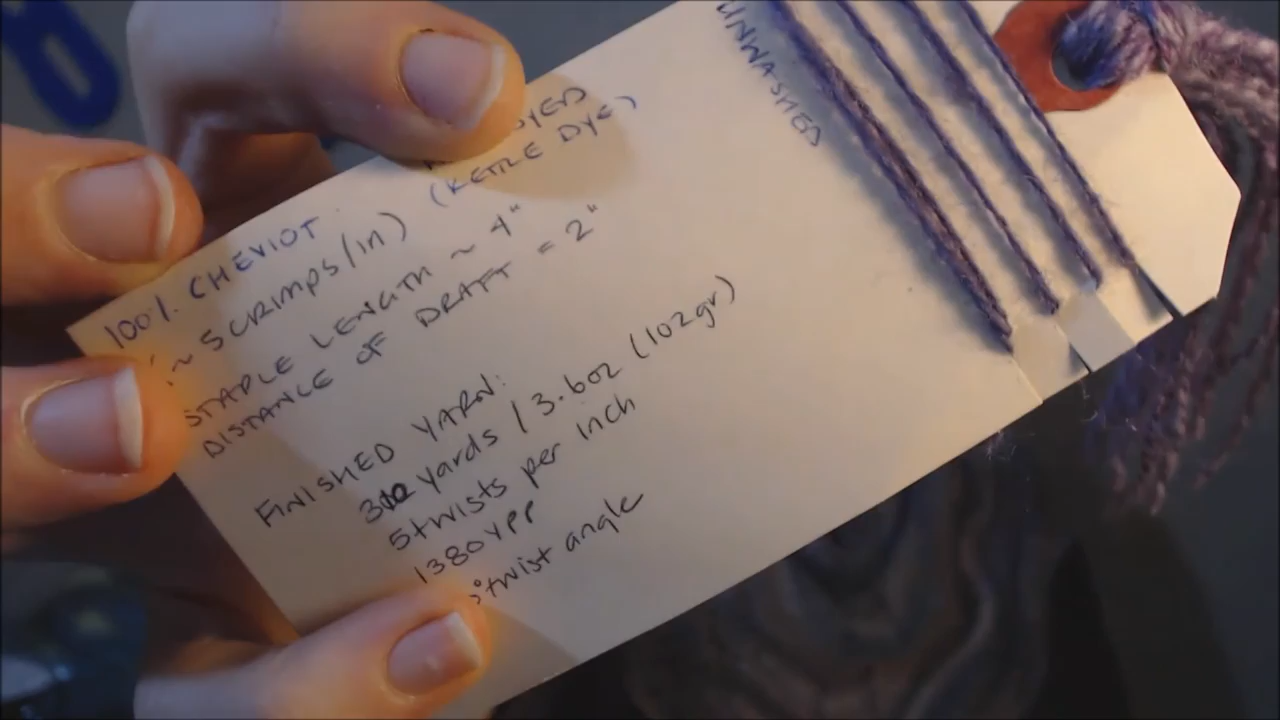 100% CHEVIOT
~ 5 CRIMPS/IN)
(KETTLE DYE)
STAPLE LENGTH ~ 4"
DISTANCE OF DRAFT = 2"
FINISHED YARN:
yards / 3.6oz (102gr)
5 twists per inch
1380 YPP
twist angle
UNWASHED